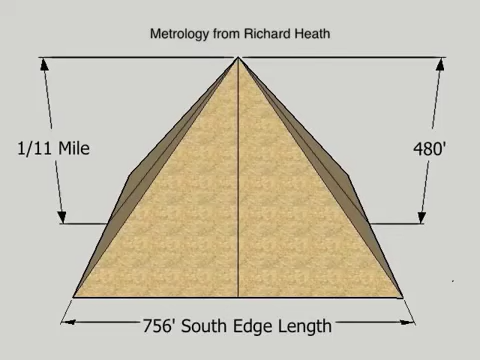 Metrology from Richard Heath
1/11 Mile
480'
756' South Edge Length